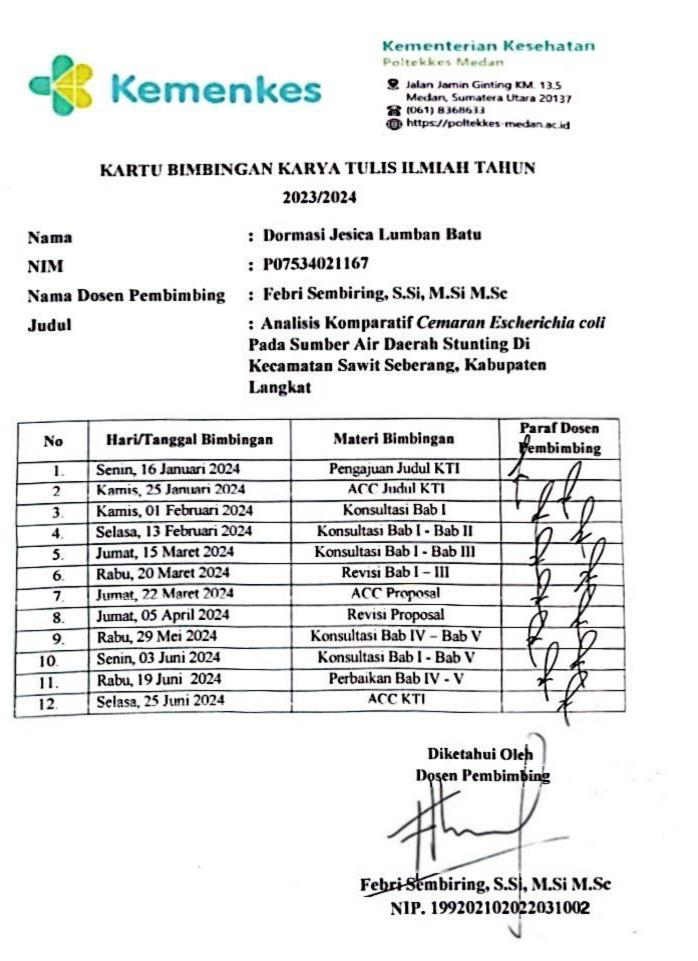 Kemenkes
Kementerian Kesehatan
Poltekkes Medan
Jalan Jamin Ginting KM. 13.5
Medan, Sumatera Utara 20137
(061) 8368633
https://poltekkes-medan.ac.id
KARTU BIMBINGAN KARYA TULIS ILMIAH TAHUN
2023/2024
Nama : Dormasi Jesica Lumban Batu
NIM : P07534021167
Nama Dosen Pembimbing : Febri Sembiring, S.Si, M.Si M.Sc
Judul : Analisis Komparatif Cemaran Escherichia coli
Pada Sumber Air Daerah Stunting Di
Kecamatan Sawit Seberang, Kabupaten
Langkat
No Hari/Tanggal Bimbingan Materi Bimbingan Paraf Dosen
Pembimbing
1. Senin, 16 Januari 2024 Pengajuan Judul KTI
2 Kamis, 25 Januari 2024 ACC Judul KTI
3. Kamis, 01 Februari 2024 Konsultasi Bab I
4. Selasa, 13 Februari 2024 Konsultasi Bab I - Bab II
5. Jumat, 15 Maret 2024 Konsultasi Bab I - Bab III
6. Rabu, 20 Maret 2024 Revisi Bab I – III
7. Jumat, 22 Maret 2024 ACC Proposal
8. Jumat, 05 April 2024 Revisi Proposal
9. Rabu, 29 Mei 2024 Konsultasi Bab IV – Bab V
10. Senin, 03 Juni 2024 Konsultasi Bab I - Bab V
11. Rabu, 19 Juni 2024 Perbaikan Bab IV - V
12. Selasa, 25 Juni 2024 ACC KTI
Diketahui Oleh
Dosen Pembimbing
Febri Sembiring, S.Si, M.Si M.Sc
NIP. 199202102022031002